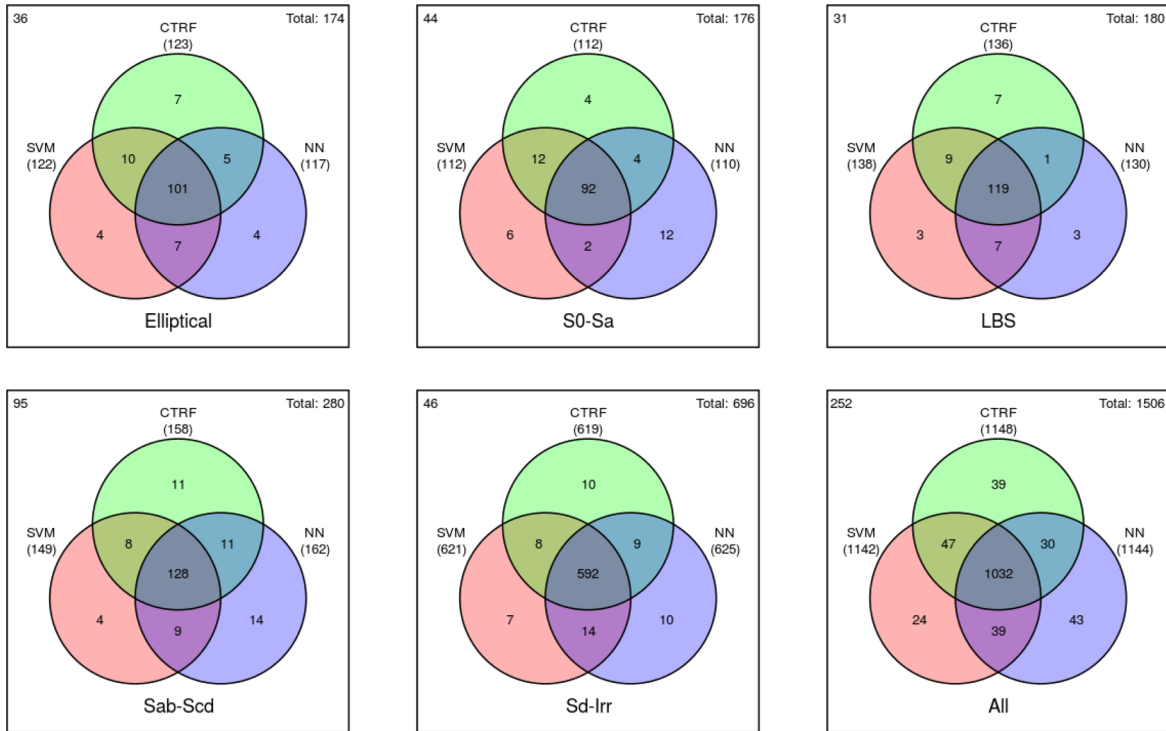 36 Total: 174
CTRF
(123)
7
SVM
(122)
10
5
NN
(117)
101
4
7
4
Elliptical
44 Total: 176
CTRF
(112)
4
SVM
(112)
12
4
NN
(110)
92
6
2
12
S0-Sa
31 Total: 180
CTRF
(136)
7
SVM
(138)
9
1
NN
(130)
119
3
7
3
LBS
95 Total: 280
CTRF
(158)
11
SVM
(149)
8
11
NN
(162)
128
4
9
14
Sab-Scd
46 Total: 696
CTRF
(619)
10
SVM
(621)
8
9
NN
(625)
592
7
14
10
Sd-Irr
252 Total: 1506
CTRF
(1148)
39
SVM
(1142)
47
30
NN
(1144)
1032
24
39
43
All